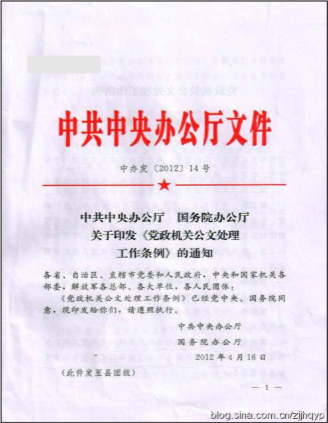 中共中央办公厅文件
中办发〔2012〕14号
中共中央办公厅 国务院办公厅
关于印发《党政机关公文处理
工作条例》的通知
各省、自治区、直辖市党委和人民政府，中央和国家机关各
部委，解放军各总部、各大单位，各人民团体：
《党政机关公文处理工作条例》已经党中央、国务院同
意，现印发给你们，请遵照执行。
中共中央办公厅
国务院办公厅
2012年4月16日
（此件发至县团级）
— 1 —
blog.sina.com.cn/zljhqyp